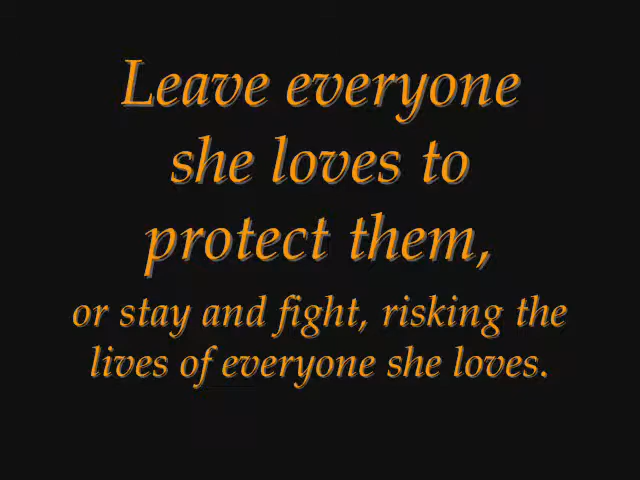 Leave everyone
she loves to
protect them,
or stay and fight, risking the
lives of everyone she loves.